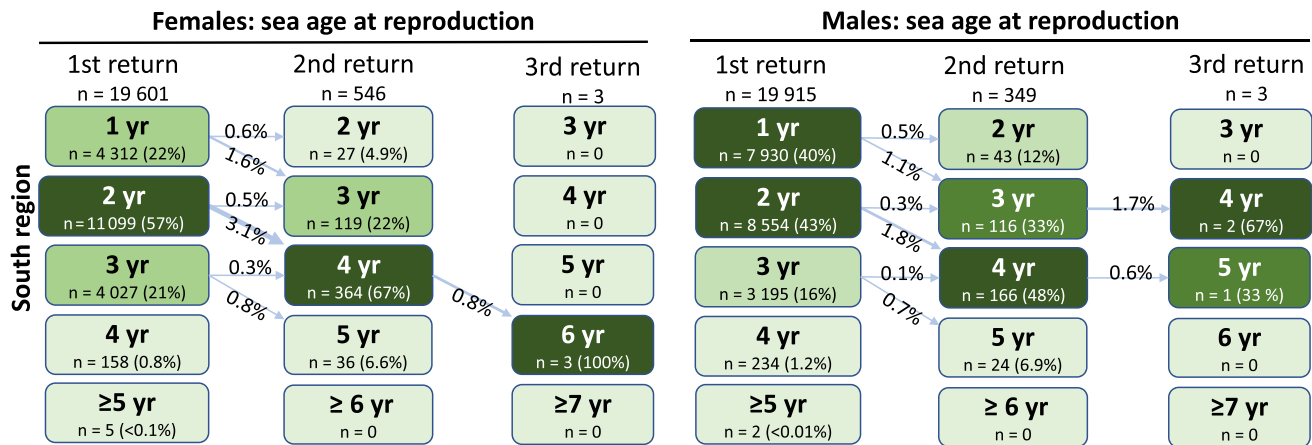 Females: sea age at reproduction
1st return
n = 19 601
2nd return
n = 546
3rd return
n = 3
South region
1 yr
n = 4 312 (22%)
0.6%
1.6%
2 yr
n = 27 (4.9%)
3 yr
n = 0
2 yr
n = 11 099 (57%)
0.5%
3.1%
3 yr
n = 119 (22%)
4 yr
n = 0
3 yr
n = 4 027 (21%)
0.3%
0.8%
4 yr
n = 364 (67%)
0.8%
5 yr
n = 0
4 yr
n = 158 (0.8%)
5 yr
n = 36 (6.6%)
6 yr
n = 3 (100%)
≥5 yr
n = 5 (<0.1%)
≥ 6 yr
n = 0
≥7 yr
n = 0
Males: sea age at reproduction
1st return
n = 19 915
2nd return
n = 349
3rd return
n = 3
1 yr
n = 7 930 (40%)
0.5%
1.1%
2 yr
n = 43 (12%)
3 yr
n = 0
2 yr
n = 8 554 (43%)
0.3%
1.8%
3 yr
n = 116 (33%)
1.7%
4 yr
n = 2 (67%)
3 yr
n = 3 195 (16%)
0.1%
0.7%
4 yr
n = 166 (48%)
0.6%
5 yr
n = 1 (33 %)
4 yr
n = 234 (1.2%)
5 yr
n = 24 (6.9%)
6 yr
n = 0
≥5 yr
n = 2 (<0.01%)
≥ 6 yr
n = 0
≥7 yr
n = 0